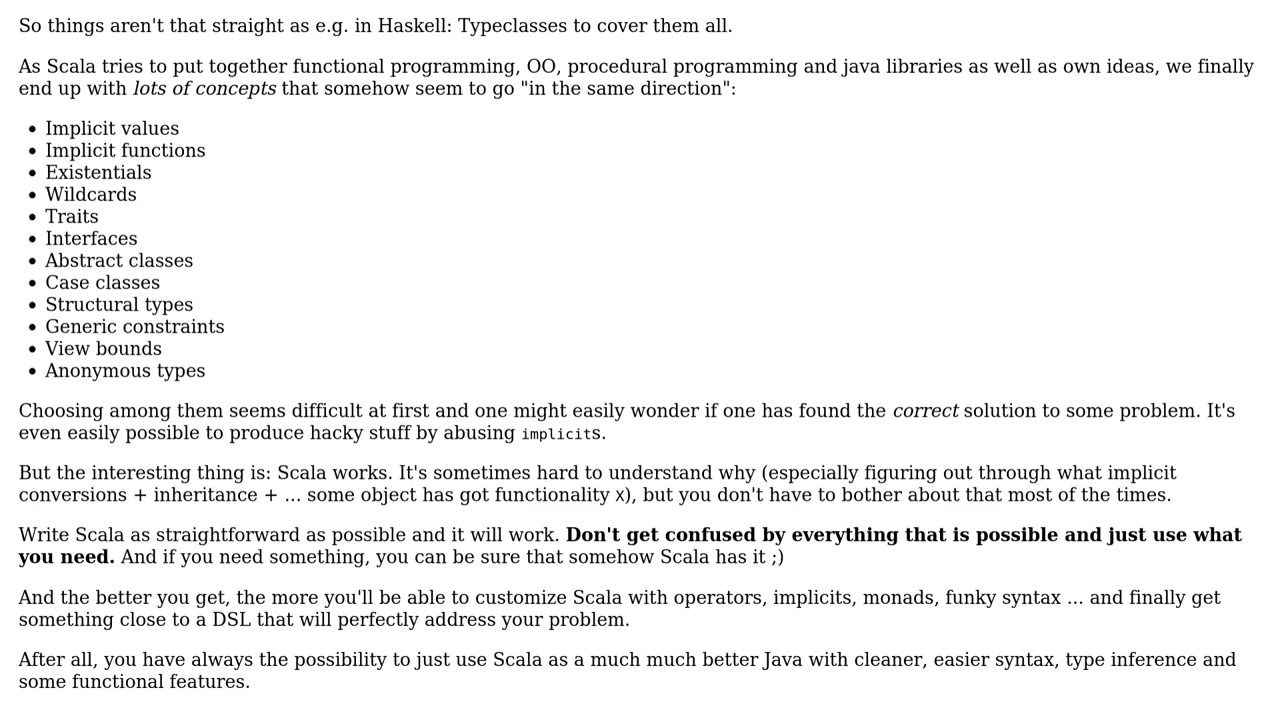 So things aren't that straight as e.g. in Haskell: Typeclasses to cover them all.
As Scala tries to put together functional programming, OO, procedural programming and java libraries as well as own ideas, we finally
end up with lots of concepts that somehow seem to go "in the same direction":
• Implicit values
• Implicit functions
• Existentials
• Wildcards
• Traits
• Interfaces
• Abstract classes
• Case classes
• Structural types
• Generic constraints
• View bounds
• Anonymous types
Choosing among them seems difficult at first and one might easily wonder if one has found the correct solution to some problem. It's
even easily possible to produce hacky stuff by abusing implicits.
But the interesting thing is: Scala works. It's sometimes hard to understand why (especially figuring out through what implicit
conversions + inheritance + ... some object has got functionality X), but you don't have to bother about that most of the times.
Write Scala as straightforward as possible and it will work. Don't get confused by everything that is possible and just use what
you need. And if you need something, you can be sure that somehow Scala has it ;)
And the better you get, the more you'll be able to customize Scala with operators, implicits, monads, funky syntax ... and finally get
something close to a DSL that will perfectly address your problem.
After all, you have always the possibility to just use Scala as a much much better Java with cleaner, easier syntax, type inference and
some functional features.